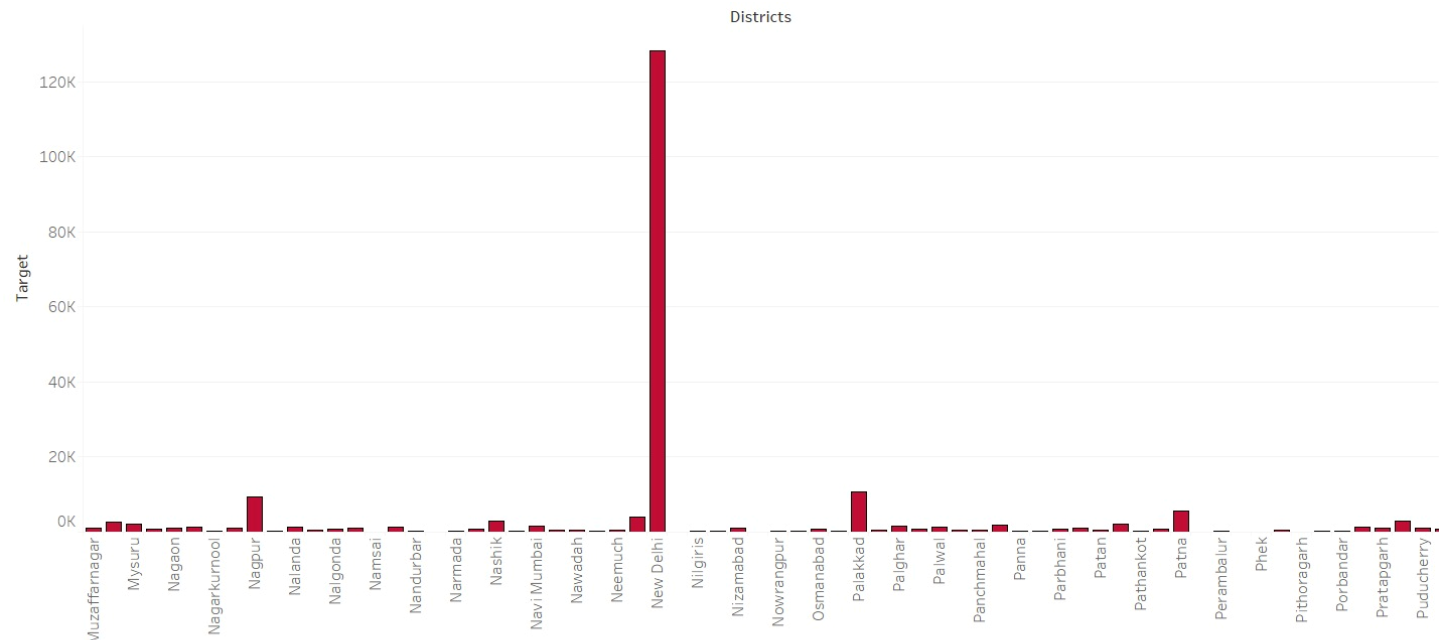 Districts
120K
100K
80K
60K
40K
20K
0K
Target
Muzaffarnagar
Mysuru
Nagaon
Nagarkurnool
Nagpur
Nalanda
Nalgonda
Namsai
Nandurbar
Narmada
Nashik
Navi Mumbai
Nawadah
Neemuch
New Delhi
Nilgiris
Nizamabad
Nowrangpur
Osmanabad
Palakkad
Palghar
Palwal
Panchmahal
Panna
Parbhani
Patan
Pathankot
Patna
Perambalur
Phek
Pithoragarh
Porbandar
Pratapgarh
Puducherry